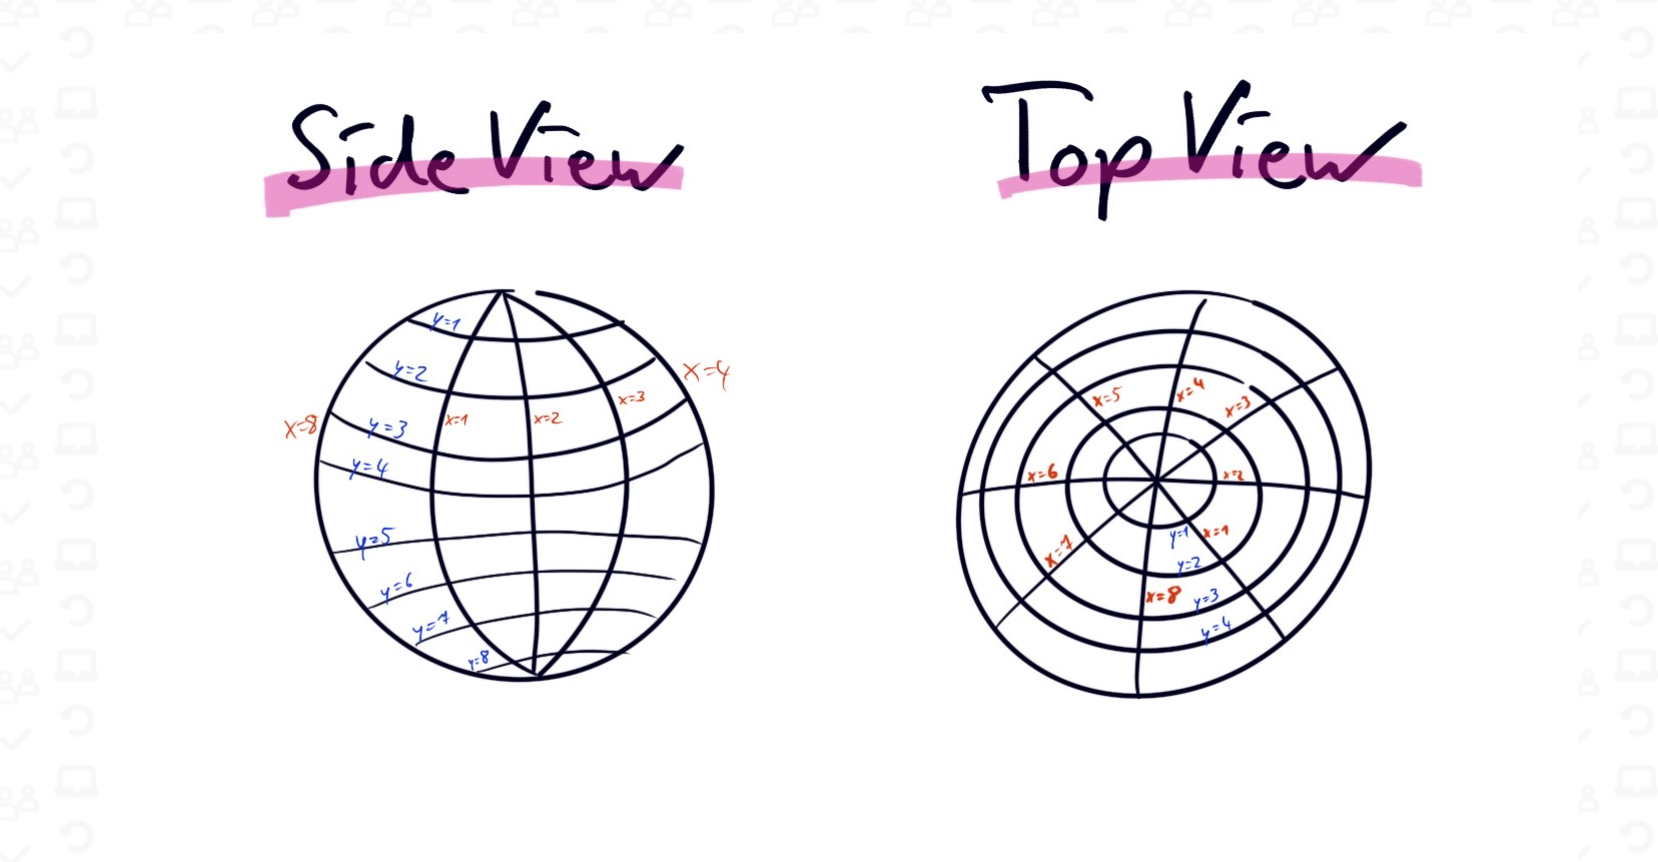 Side View
Top View
y=1
y=2
x=4
x=3
x=8
y=3
x=1
x=2
y=4
y=5
y=6
y=7
y=8
x=5
x=4
x=3
x=6
x=2
y=1
x=1
x=7
y=2
x=8
y=3
y=4